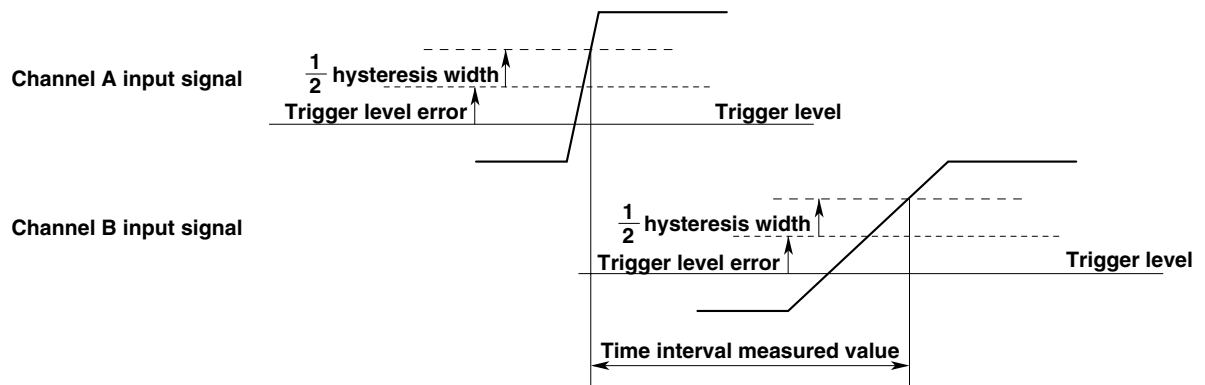 Channel A input signal
1/2 hysteresis width
Trigger level error
Trigger level
Channel B input signal
1/2 hysteresis width
Trigger level error
Trigger level
Time interval measured value